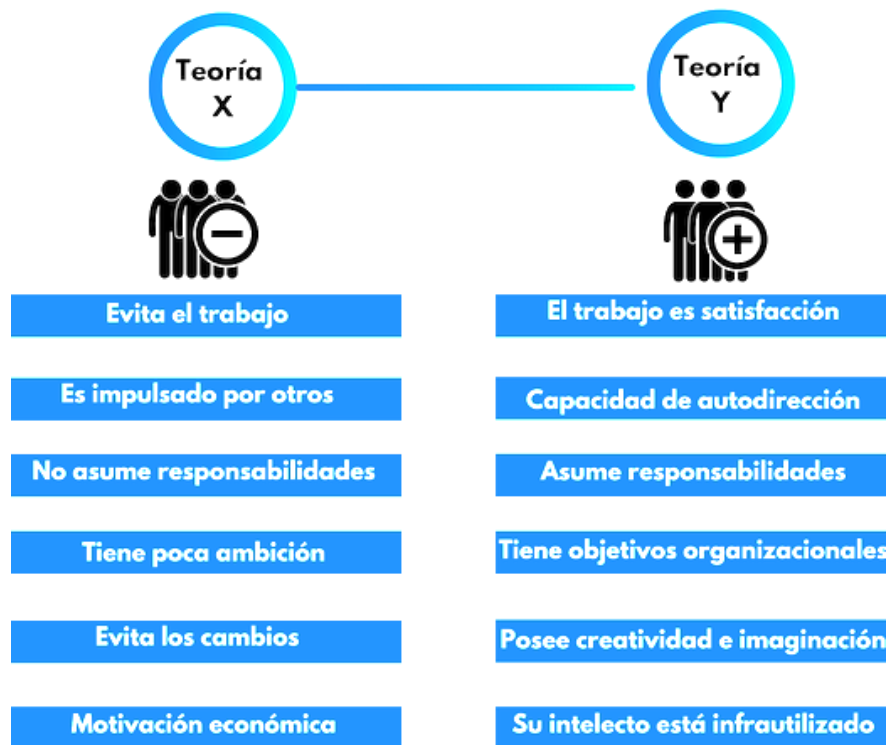 Teoría
X
Teoría
Y
Evita el trabajo
El trabajo es satisfacción
Es impulsado por otros
Capacidad de autodirección
No asume responsabilidades
Asume responsabilidades
Tiene poca ambición
Tiene objetivos organizacionales
Evita los cambios
Posee creatividad e imaginación
Motivación económica
Su intelecto está infrautilizado